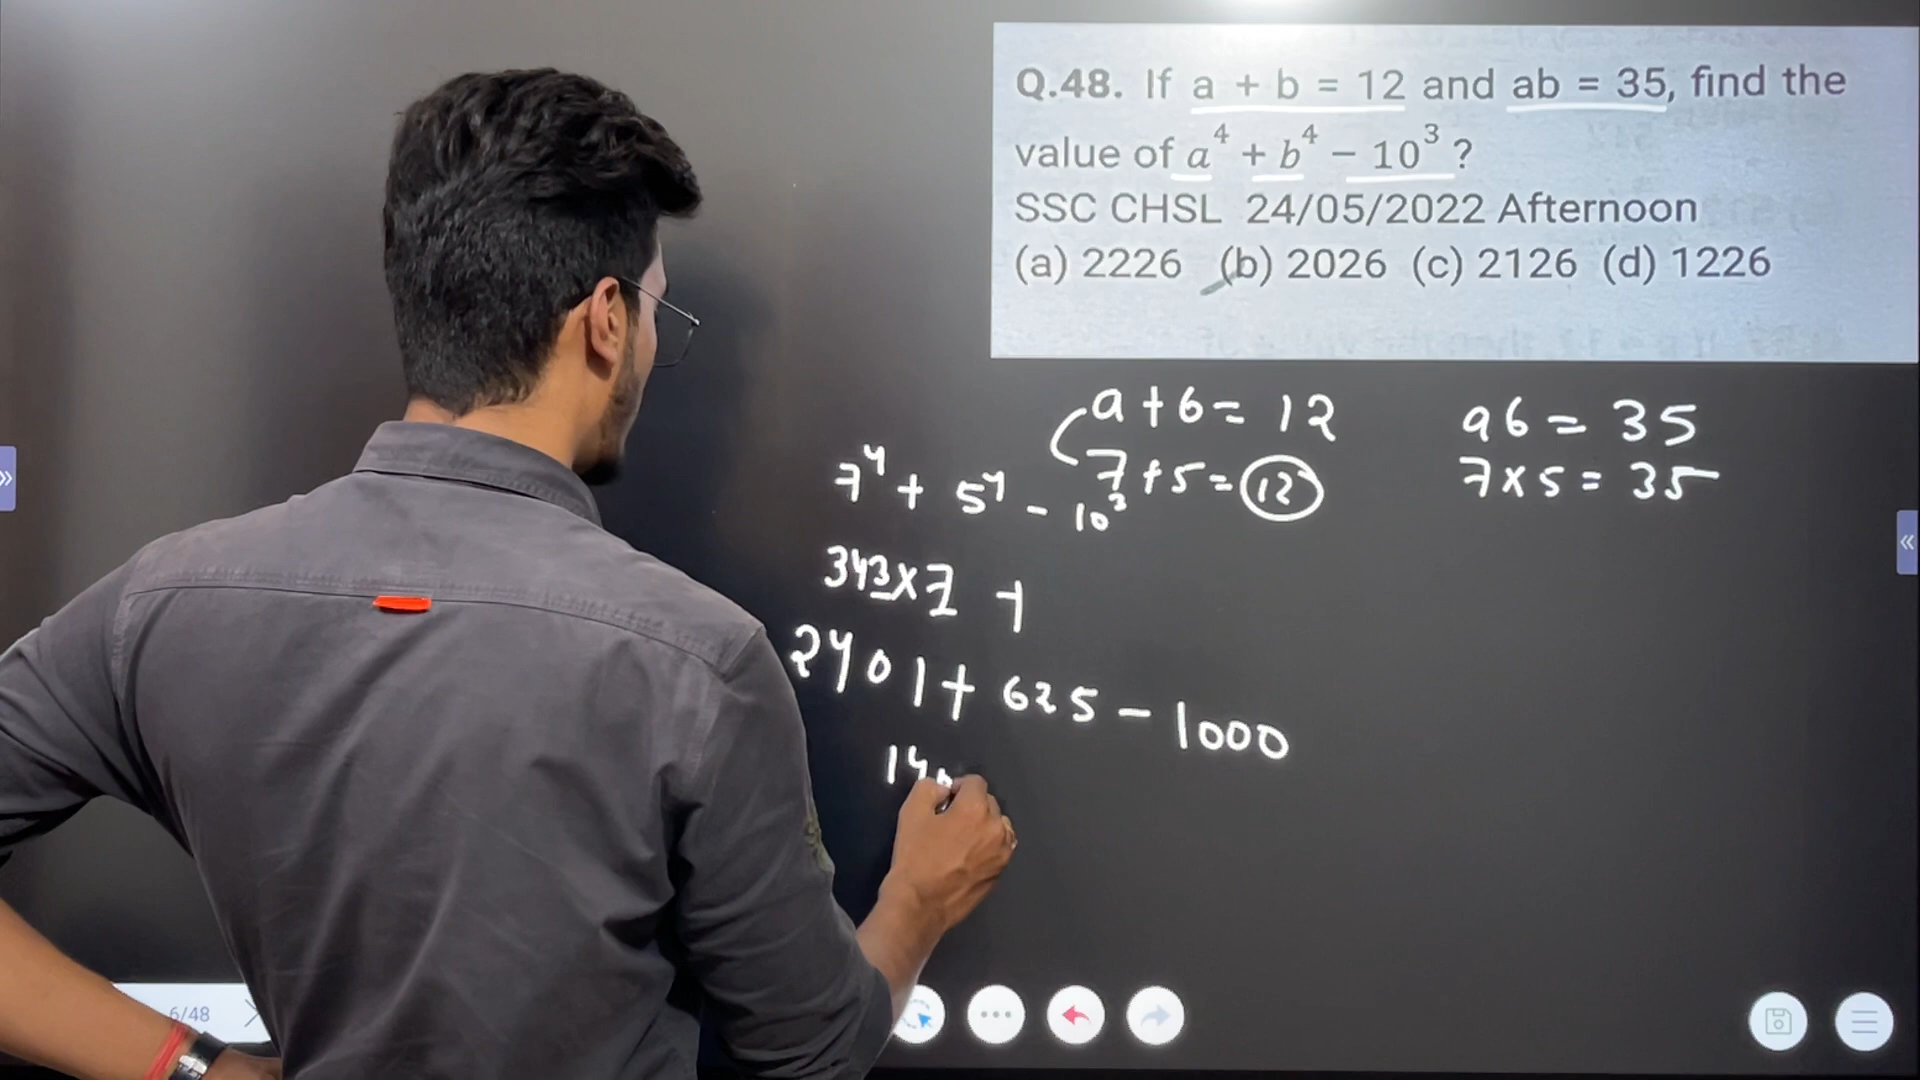 Q.48. If a + b = 12 and ab = 35, find the
value of a⁴ + b⁴ − 10³ ?
SSC CHSL 24/05/2022 Afternoon
(a) 2226 (b) 2026 (c) 2126 (d) 1226
a + b = 12
7 + 5 = 12
ab = 35
7 × 5 = 35
7⁴ + 5⁴ - 10³
343 × 7 +
2401 + 625 - 1000
6/48